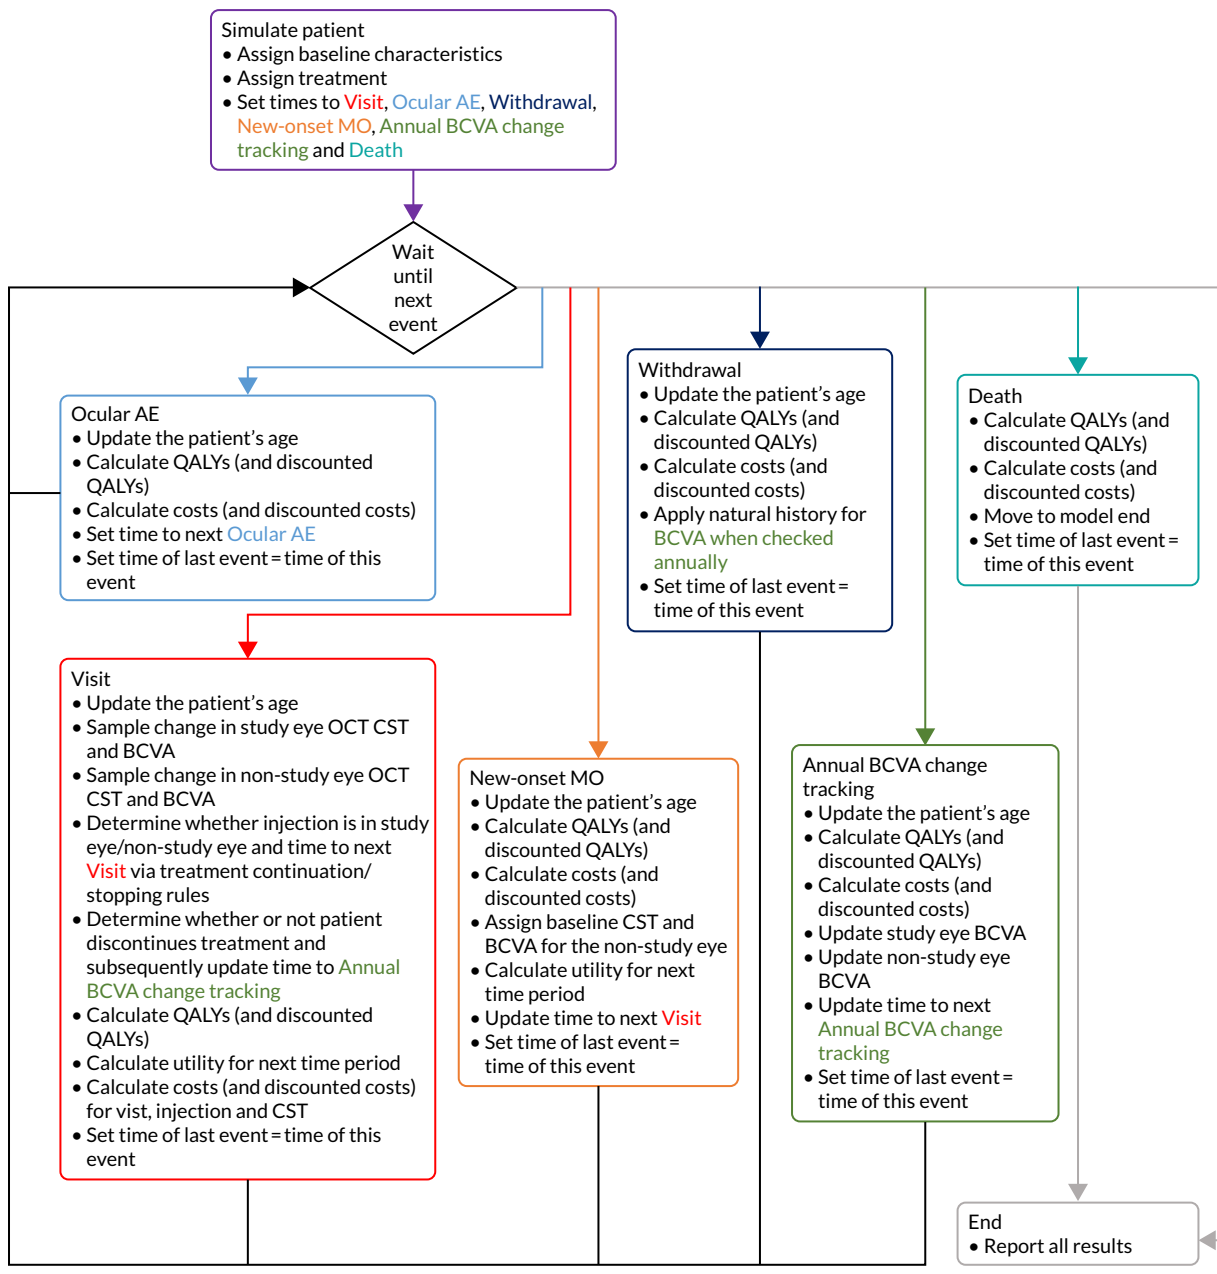 Simulate patient
• Assign baseline characteristics
• Assign treatment
• Set times to Visit, Ocular AE, Withdrawal,
New-onset MO, Annual BCVA change
tracking and Death
Wait
until
next
event
Ocular AE
• Update the patient's age
• Calculate QALYs (and discounted
QALYs)
• Calculate costs (and discounted costs)
• Set time to next Ocular AE
• Set time of last event = time of this
event
Visit
• Update the patient's age
• Sample change in study eye OCT CST
and BCVA
• Sample change in non-study eye OCT
CST and BCVA
• Determine whether injection is in study
eye/non-study eye and time to next
Visit via treatment continuation/
stopping rules
• Determine whether or not patient
discontinues treatment and
subsequently update time to Annual
BCVA change tracking
• Calculate QALYs (and discounted
QALYs)
• Calculate utility for next time period
• Calculate costs (and discounted costs)
for vist, injection and CST
• Set time of last event = time of this
event
New-onset MO
• Update the patient's age
• Calculate QALYs (and
discounted QALYs)
• Calculate costs (and
discounted costs)
• Assign baseline CST and
BCVA for the non-study eye
• Calculate utility for next
time period
• Update time to next Visit
• Set time of last event =
time of this event
Withdrawal
• Update the patient's age
• Calculate QALYs (and
discounted QALYs)
• Calculate costs (and
discounted costs)
• Apply natural history for
BCVA when checked
annually
• Set time of last event =
time of this event
Annual BCVA change
tracking
• Update the patient's age
• Calculate QALYs (and
discounted QALYs)
• Calculate costs (and
discounted costs)
• Update study eye BCVA
• Update non-study eye
BCVA
• Update time to next
Annual BCVA change
tracking
• Set time of last event =
time of this event
Death
• Calculate QALYs (and
discounted QALYs)
• Calculate costs (and
discounted costs)
• Move to model end
• Set time of last event =
time of this event
End
• Report all results